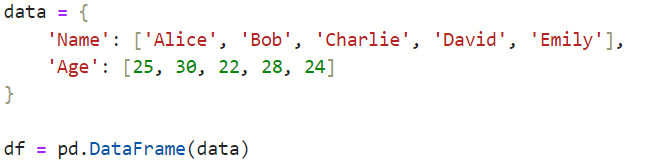 data = {
    'Name': ['Alice', 'Bob', 'Charlie', 'David', 'Emily'],
    'Age': [25, 30, 22, 28, 24]
}

df = pd.DataFrame(data)